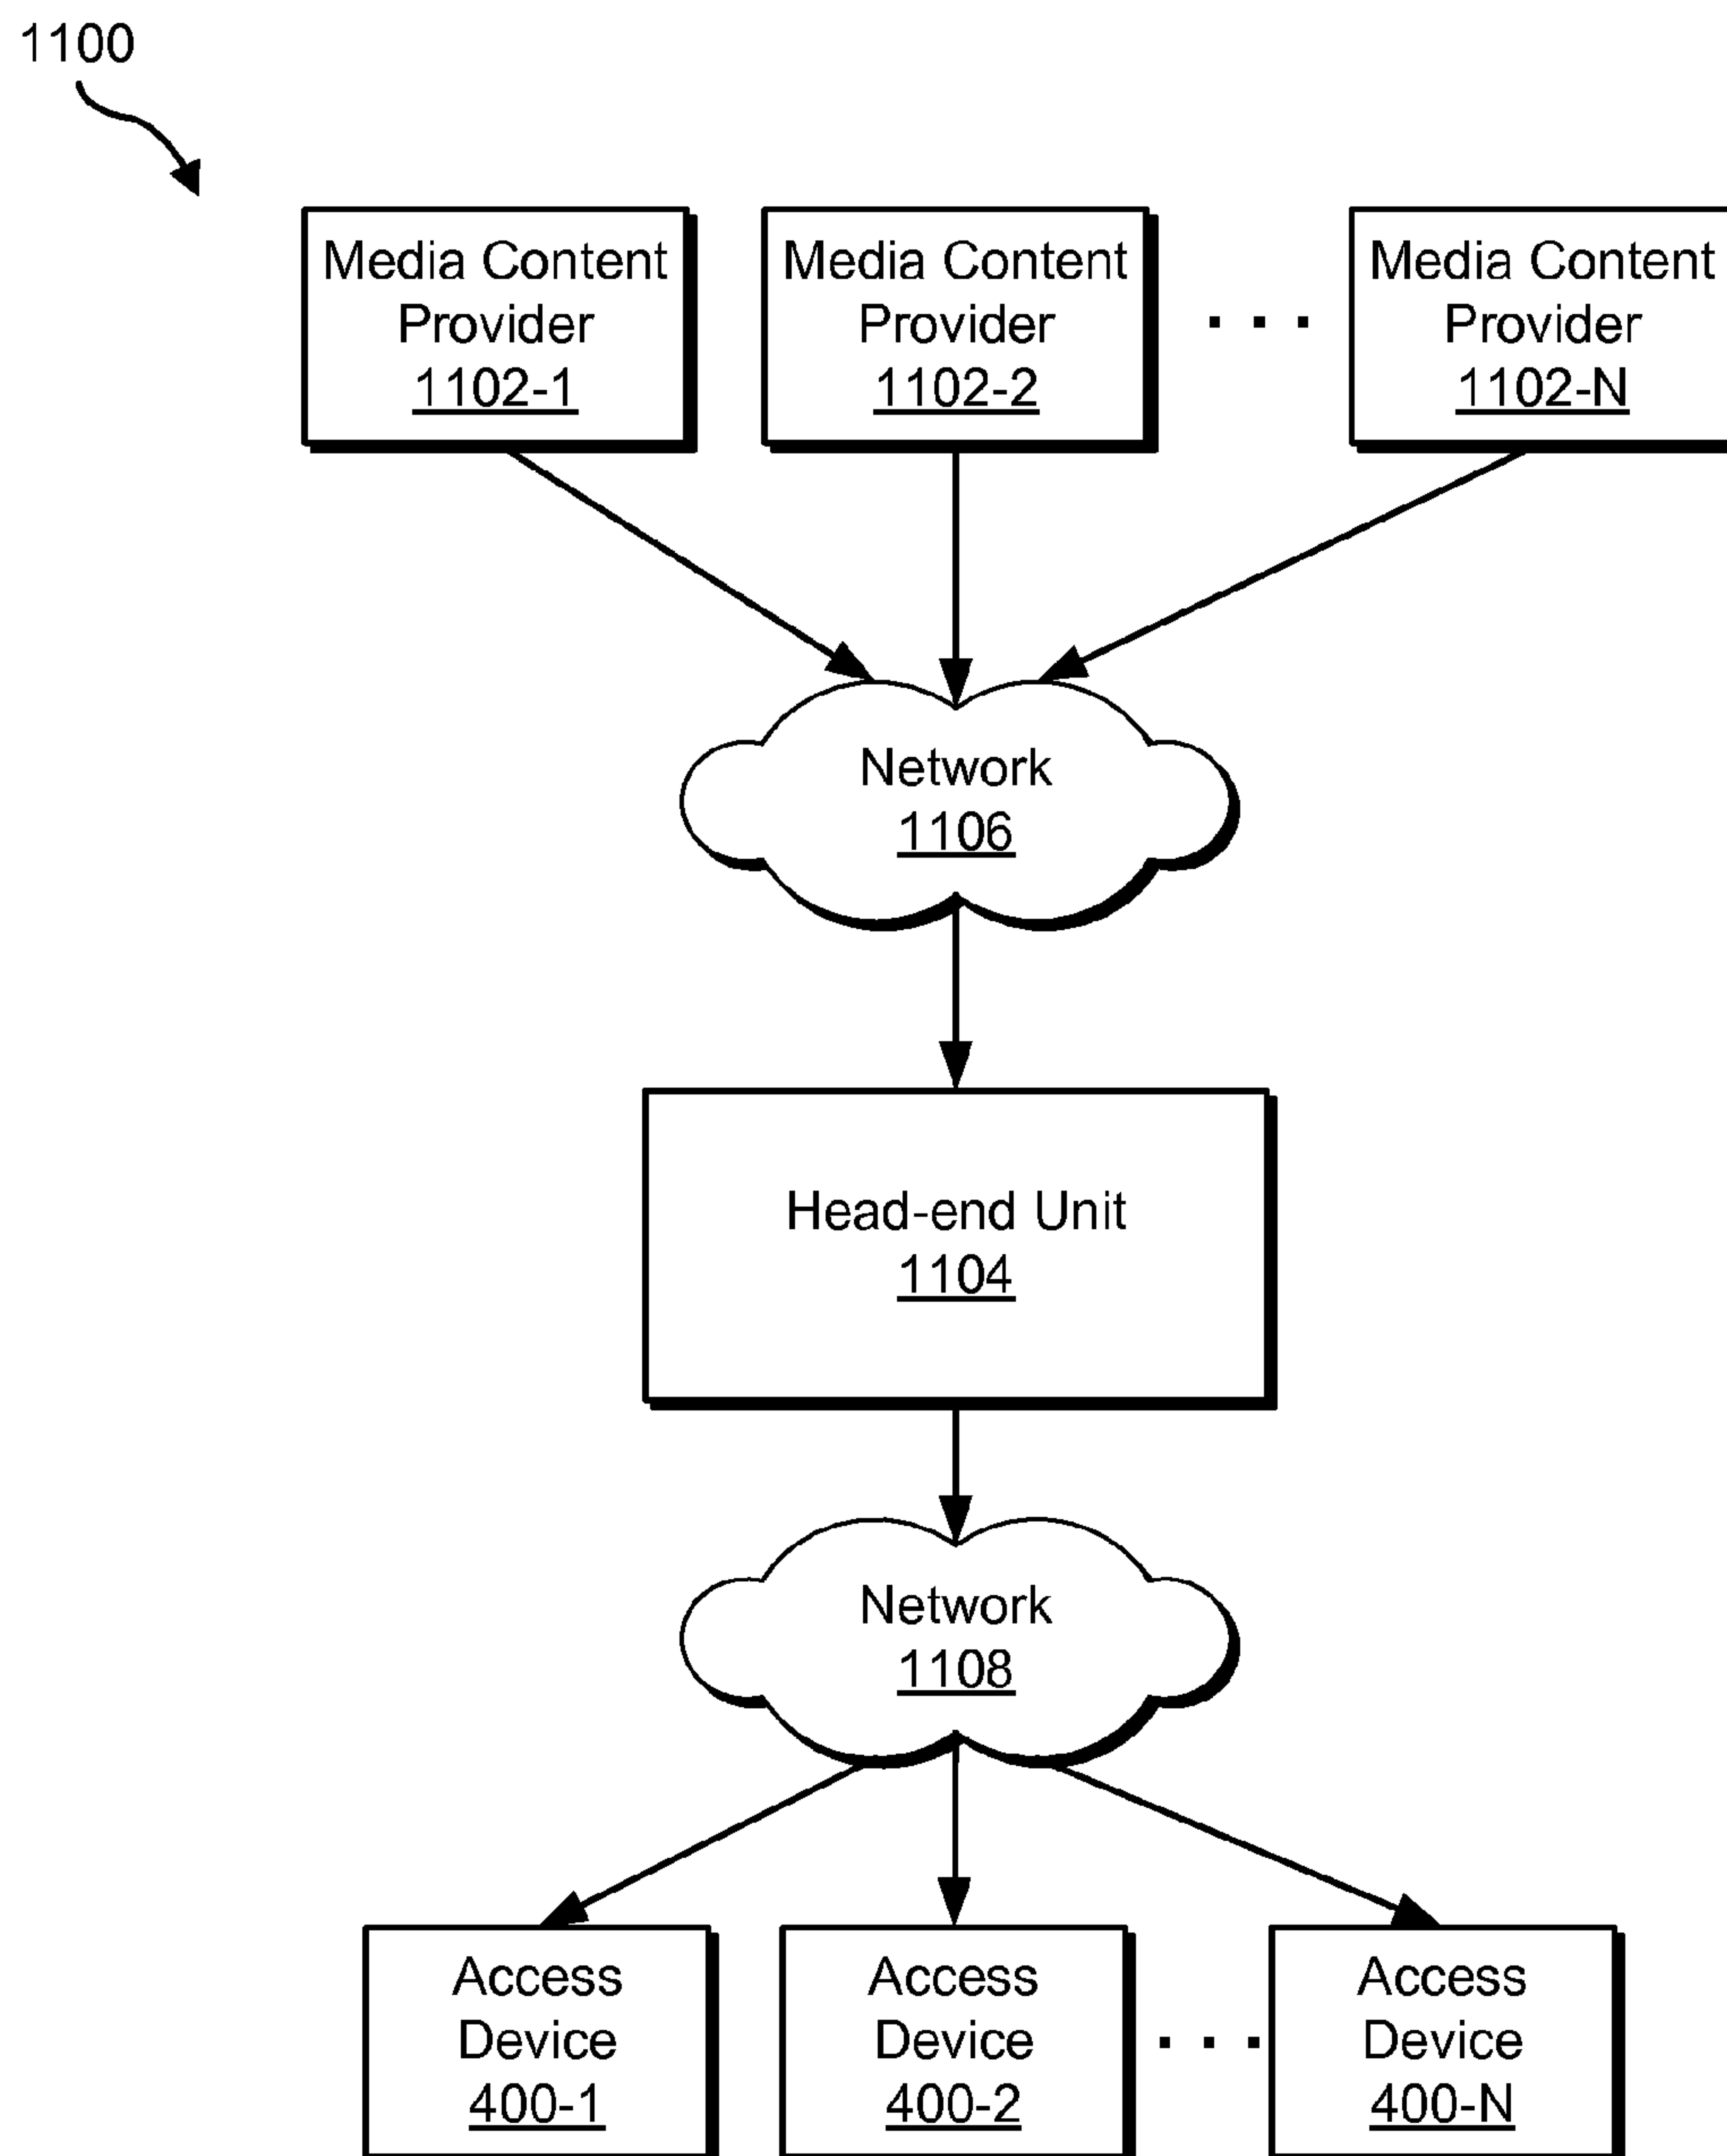 1100
Media Content
Provider
1102-1
Media Content
Provider
1102-2
. . .
Media Content
Provider
1102-N
Network
1106
Head-end Unit
1104
Network
1108
Access
Device
400-1
Access
Device
400-2
. . .
Access
Device
400-N